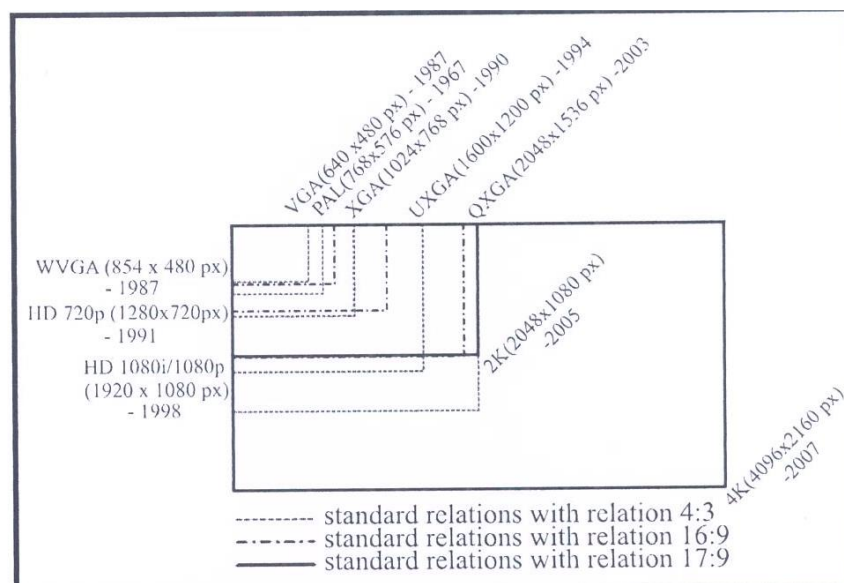 VGA(640 x480 px) - 1987
PAL(768x576 px) - 1967
XGA(1024x768 px) -1990
UXGA(1600x1200 px) -1994
QXGA(2048x1536 px) -2003
WVGA (854 x 480 px)
- 1987
HD 720p (1280x720px)
- 1991
HD 1080i/1080p
(1920 x 1080 px)
- 1998
2K(2048x1080 px)
-2005
4K(4096x2160 px)
-2007
standard relations with relation 4:3
standard relations with relation 16:9
standard relations with relation 17:9